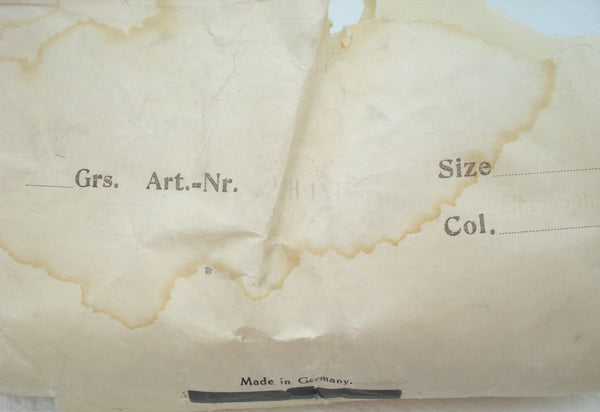 ........Grs. Art.-Nr.
Size....................
Col.....................
Made in Germany.